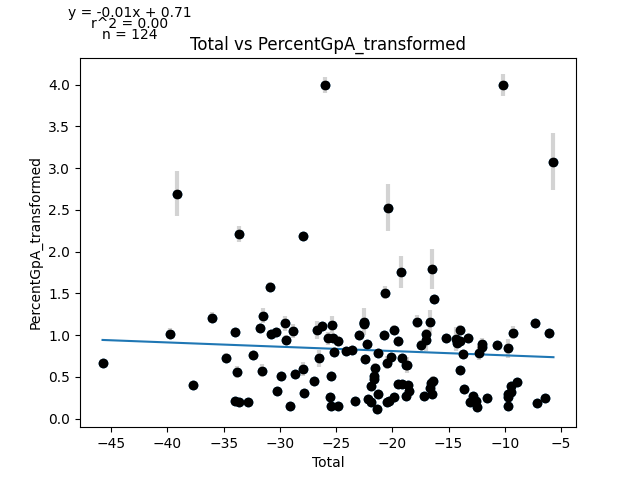 y = -0.01x + 0.71
r^2 = 0.00
n = 124
Total vs PercentGpA_transformed
PercentGpA_transformed
4.0
3.5
3.0
2.5
2.0
1.5
1.0
0.5
0.0
−45 −40 −35 −30 −25 −20 −15 −10 −5
Total